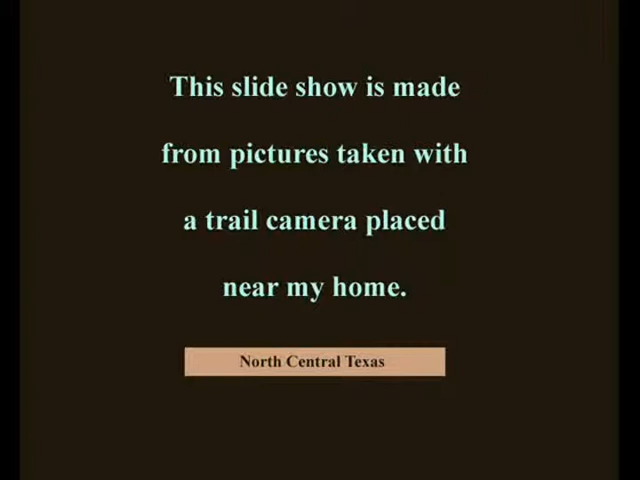 This slide show is made
from pictures taken with
a trail camera placed
near my home.
North Central Texas